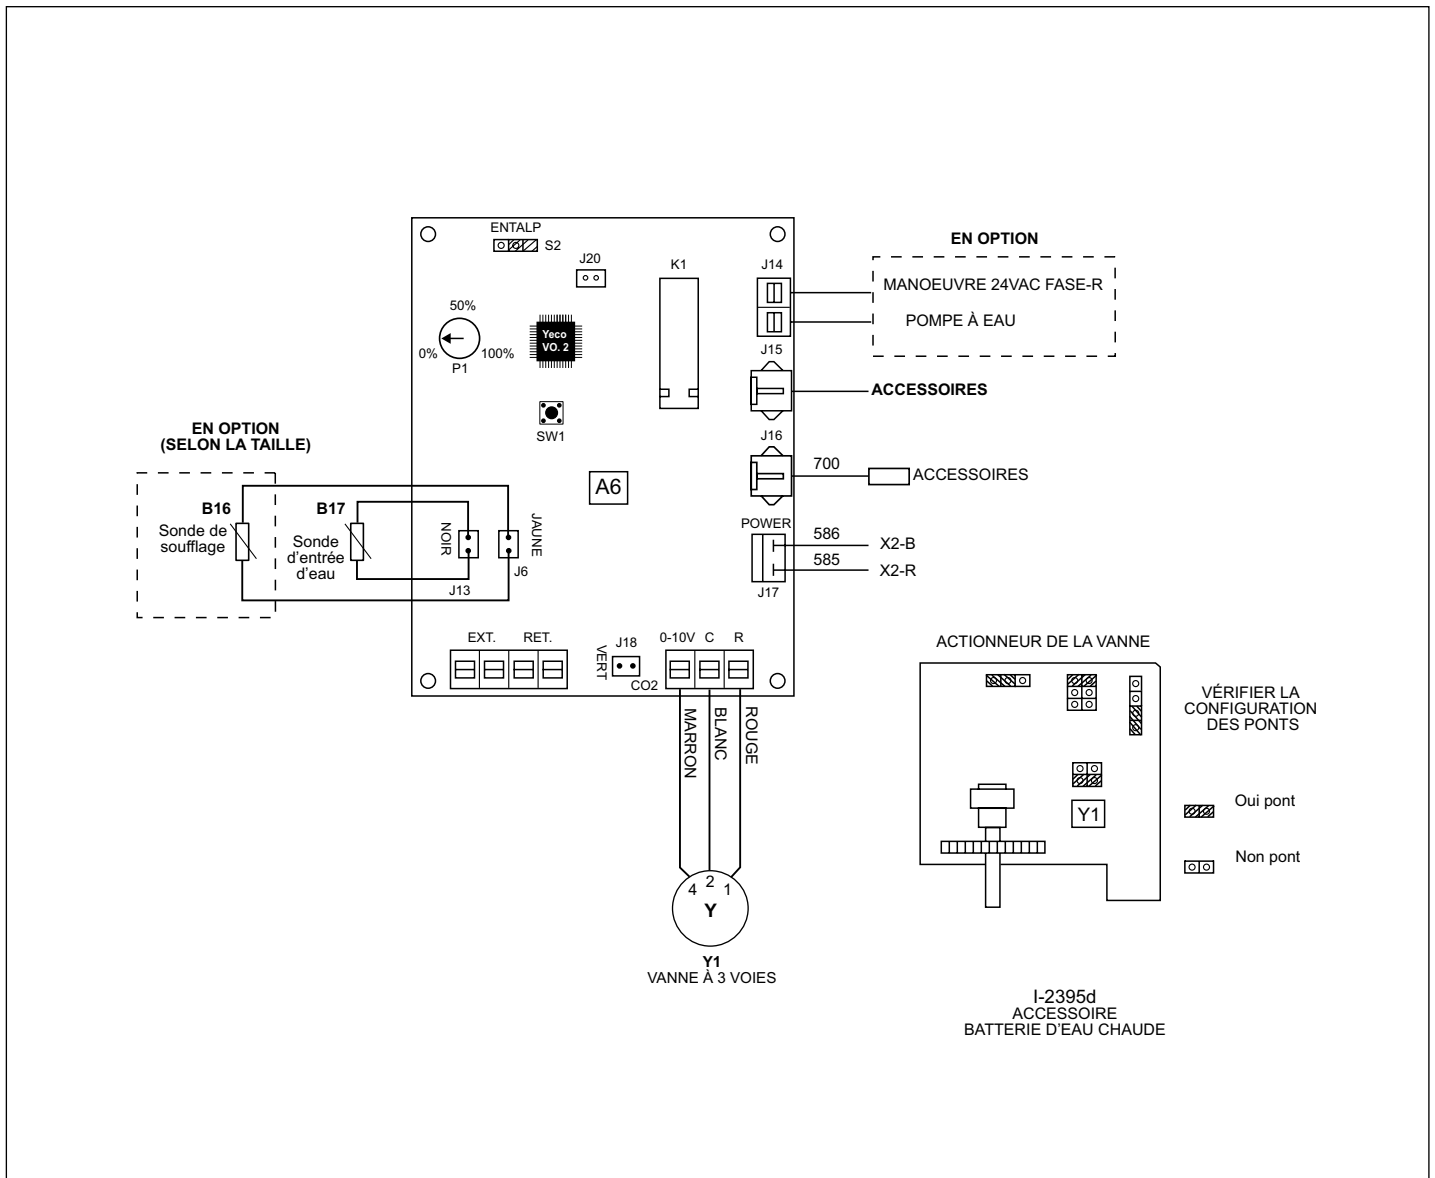 ENTALP
S2
J20
K1
J14
EN OPTION
MANOEUVRE 24VAC FASE-R
POMPE À EAU
50%
0%
100%
P1
Yeco
VO. 2
J15
ACCESSOIRES
SW1
J16
700
ACCESSOIRES
A6
EN OPTION
(SELON LA TAILLE)
B16
Sonde de
soufflage
B17
Sonde
d'entrée
d'eau
NOIR
JAUNE
J13
J6
POWER
586
X2-B
585
X2-R
J17
EXT.
RET.
VERT
J18
CO2
0-10V
C
R
MARRON
BLANC
ROUGE
4
2
1
Y
Y1
VANNE À 3 VOIES
ACTIONNEUR DE LA VANNE
VÉRIFIER LA
CONFIGURATION
DES PONTS
Y1
Oui pont
Non pont
I-2395d
ACCESSOIRE
BATTERIE D'EAU CHAUDE